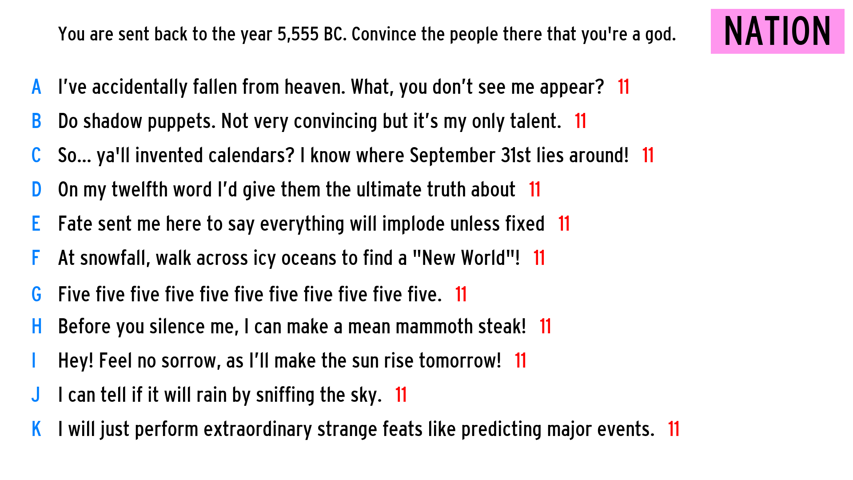 You are sent back to the year 5,555 BC. Convince the people there that you're a god.
NATION
A I've accidentally fallen from heaven. What, you don't see me appear? 11
B Do shadow puppets. Not very convincing but it's my only talent. 11
C So... ya'll invented calendars? I know where September 31st lies around! 11
D On my twelfth word I'd give them the ultimate truth about 11
E Fate sent me here to say everything will implode unless fixed 11
F At snowfall, walk across icy oceans to find a "New World"! 11
G Five five five five five five five five five five five. 11
H Before you silence me, I can make a mean mammoth steak! 11
I Hey! Feel no sorrow, as I'll make the sun rise tomorrow! 11
J I can tell if it will rain by sniffing the sky. 11
K I will just perform extraordinary strange feats like predicting major events. 11